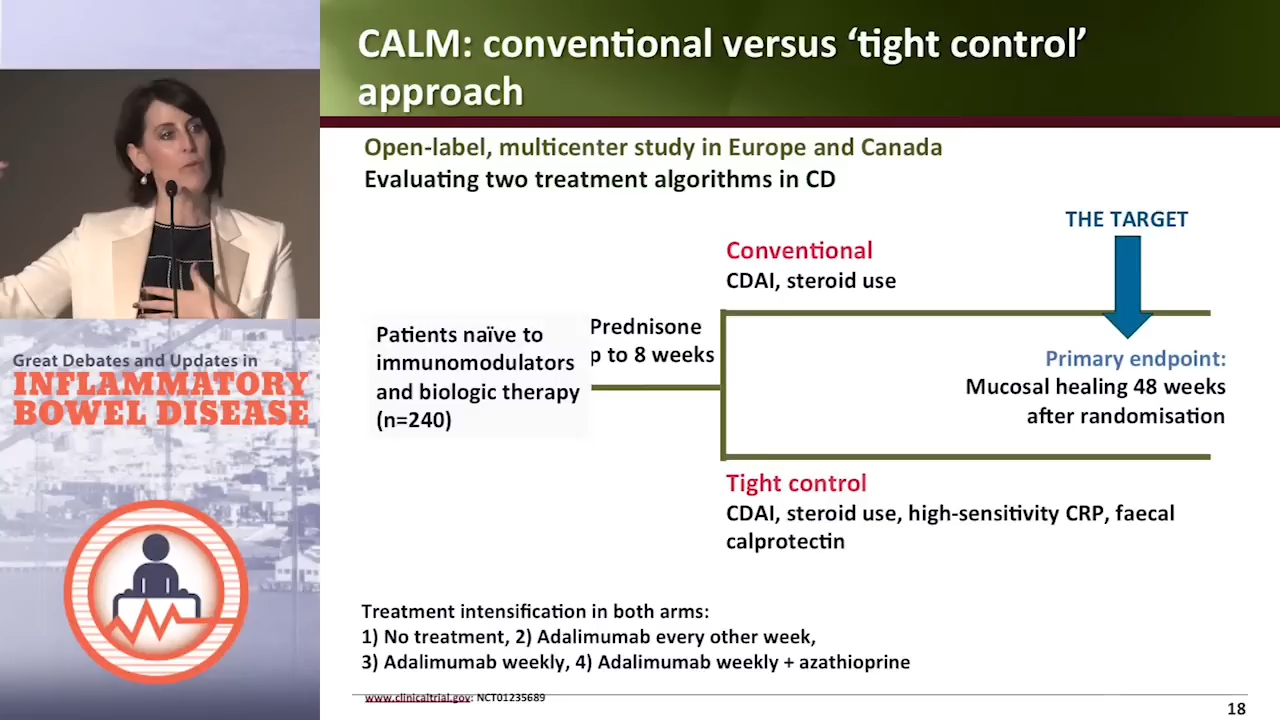 CALM: conventional versus ‘tight control’
approach
Open-label, multicenter study in Europe and Canada
Evaluating two treatment algorithms in CD
THE TARGET
Conventional
CDAI, steroid use
Patients naïve to
immunomodulators
and biologic therapy
(n=240)
Prednisone
p to 8 weeks
Primary endpoint:
Mucosal healing 48 weeks
after randomisation
Tight control
CDAI, steroid use, high-sensitivity CRP, faecal
calprotectin
Treatment intensification in both arms:
1) No treatment, 2) Adalimumab every other week,
3) Adalimumab weekly, 4) Adalimumab weekly + azathioprine
www.clinicaltrial.gov: NCT01235689
18
Great Debates and Updates in
INFLAMMATORY
BOWEL DISEASE